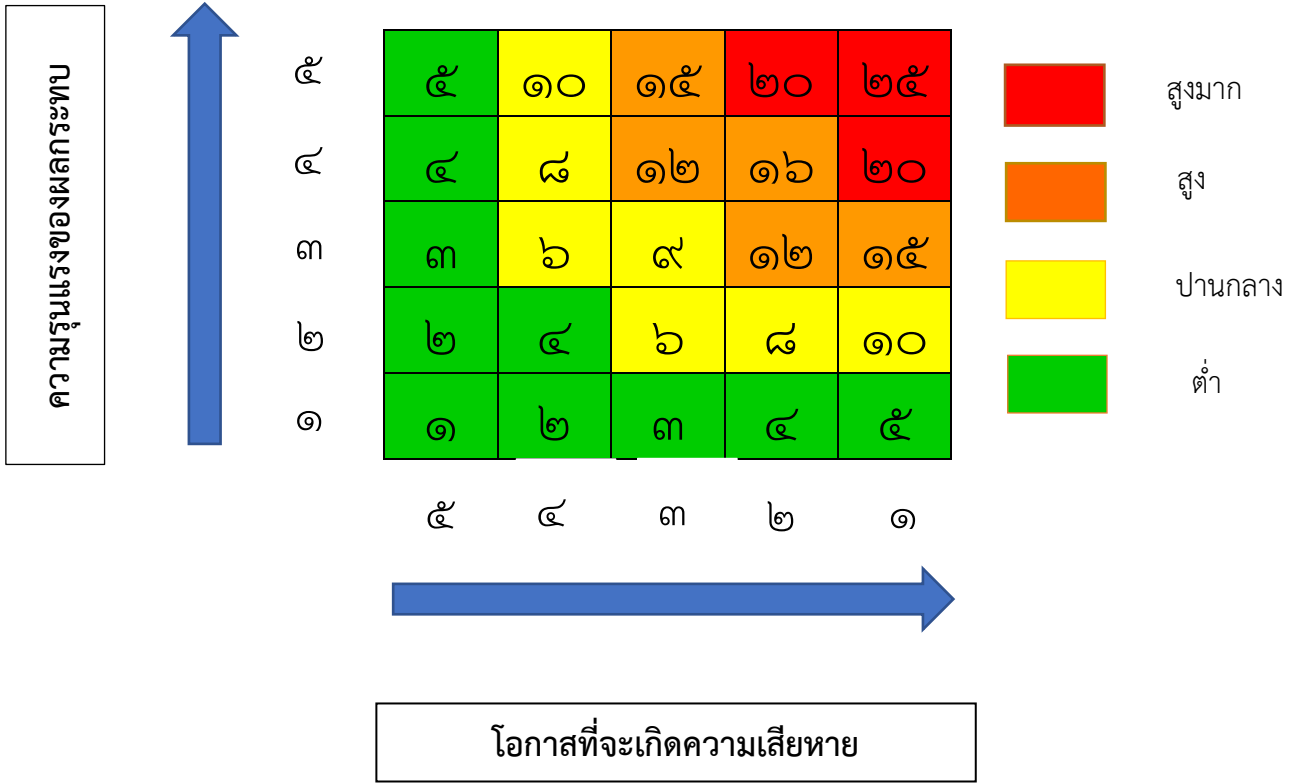 ความรุนแรงของผลกระทบ
๕ ๕ ๑๐ ๑๕ ๒๐ ๒๕
๔ ๔ ๘ ๑๒ ๑๖ ๒๐
๓ ๓ ๖ ๙ ๑๒ ๑๕
๒ ๒ ๔ ๖ ๘ ๑๐
๑ ๑ ๒ ๓ ๔ ๕
๕ ๔ ๓ ๒ ๑
โอกาสที่จะเกิดความเสียหาย
สูงมาก
สูง
ปานกลาง
ต่ำ